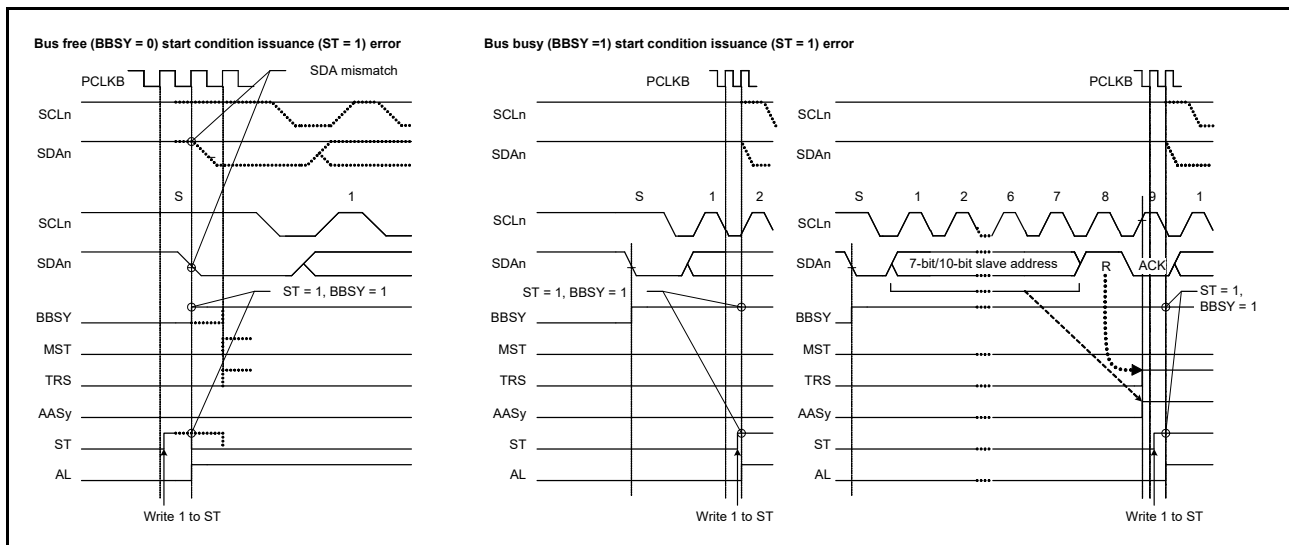 Bus free (BBSY = 0) start condition issuance (ST = 1) error
PCLKB
SDA mismatch
SCLn
SDAn
S
1
SCLn
SDAn
ST = 1, BBSY = 1
BBSY
MST
TRS
AASy
ST
AL
Write 1 to ST
Bus busy (BBSY =1) start condition issuance (ST = 1) error
PCLKB
SCLn
SDAn
S
1
2
SCLn
SDAn
ST = 1, BBSY = 1
BBSY
MST
TRS
AASy
ST
AL
Write 1 to ST
PCLKB
SCLn
SDAn
S
1
2
6
7
8
9
1
SCLn
SDAn
7-bit/10-bit slave address
R
ACK
ST = 1,
BBSY = 1
BBSY
MST
TRS
AASy
ST
AL
Write 1 to ST